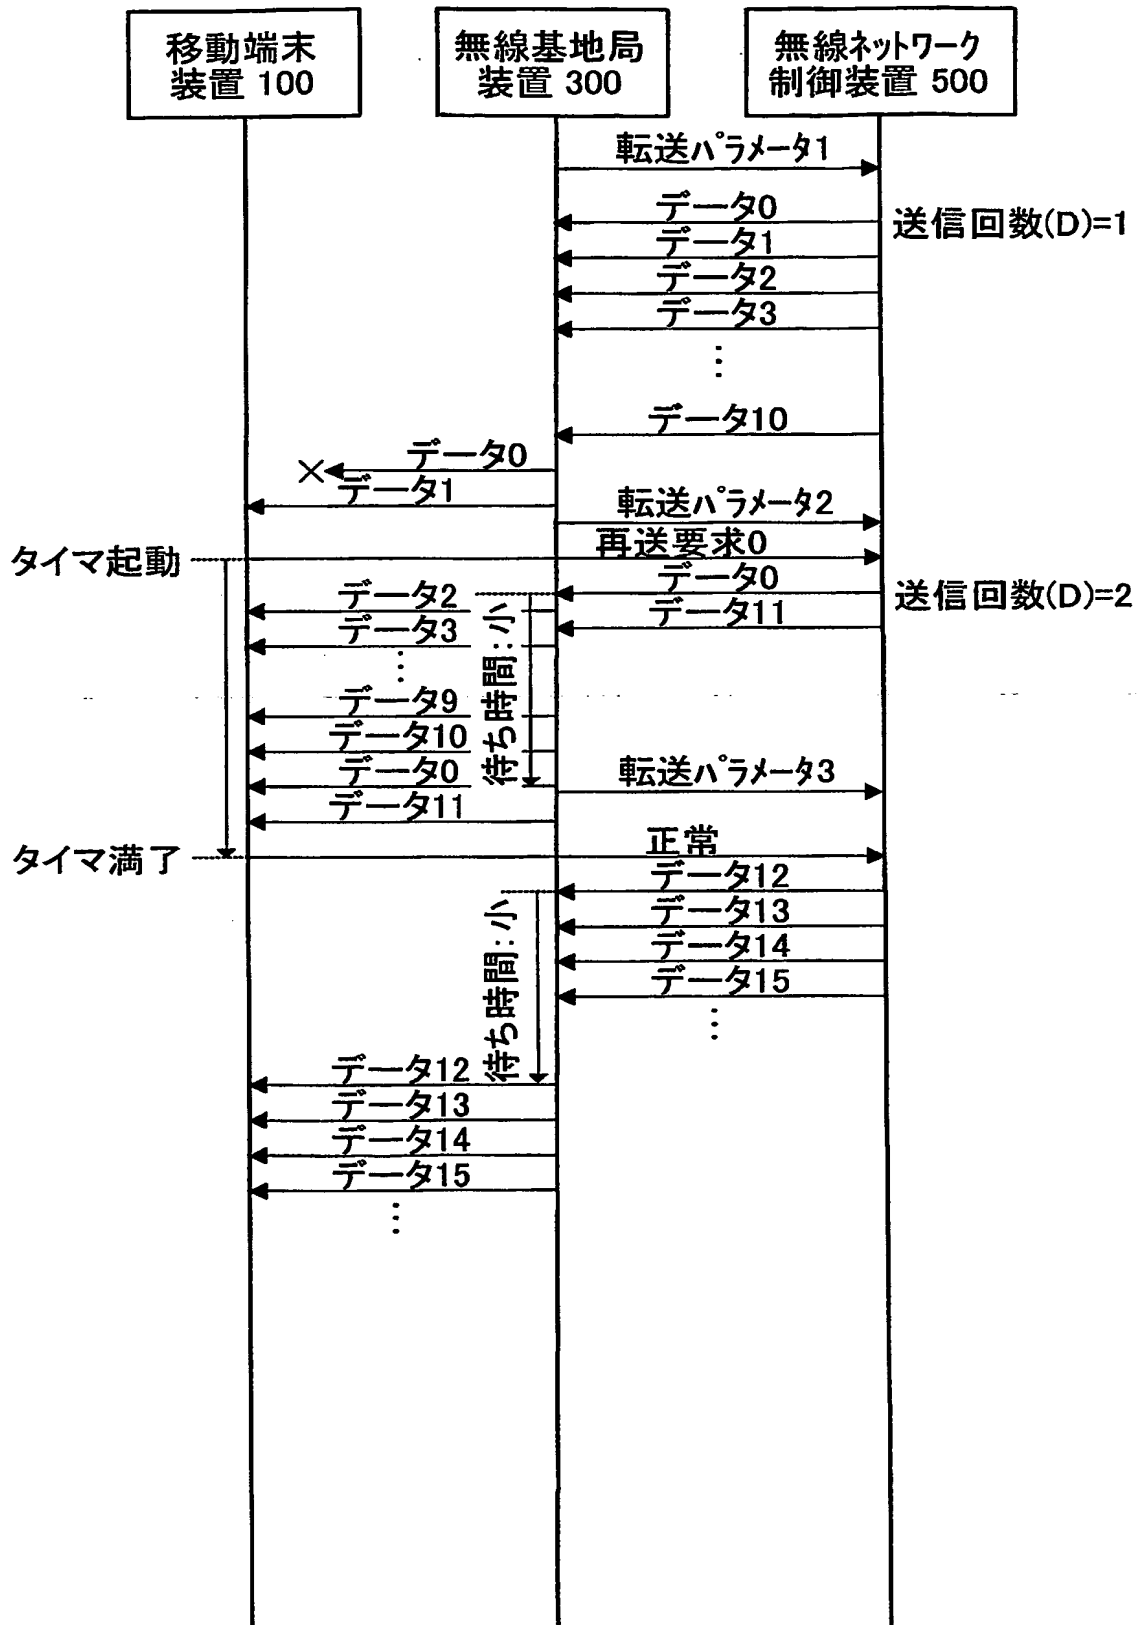 移動端末
装置 100
無線基地局
装置 300
無線ネットワーク
制御装置 500
転送パラメータ1
データ0
送信回数(D)=1
データ1
データ2
データ3
⋮
データ10
データ0
×
データ1
転送パラメータ2
タイマ起動
再送要求0
データ0
送信回数(D)=2
データ2
データ11
データ3
⋮
待ち時間:小
データ9
データ10
データ0
転送パラメータ3
データ11
タイマ満了
正常
データ12
データ13
データ14
データ15
⋮
待ち時間:小
データ12
データ13
データ14
データ15
⋮